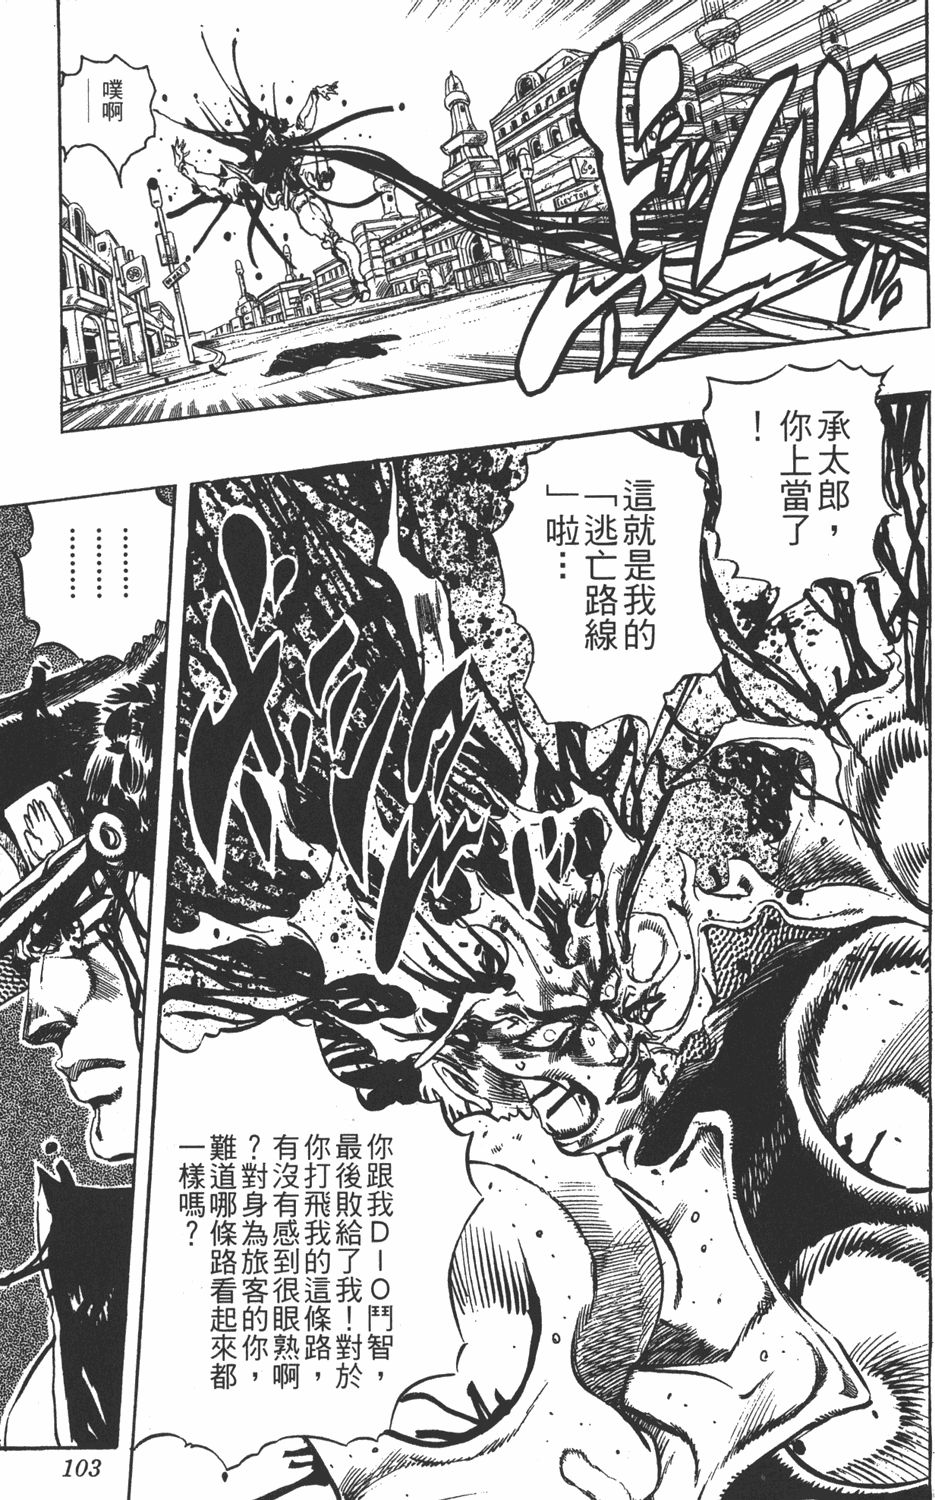 噗啊
ドッバ
承太郎，
你上當了
！
這就是我的
「逃亡路線
」啦…
…………
…………
你跟我DIO鬥智，
最後敗給了我！對於
你打飛我的這條路，
有沒有感到很眼熟啊
？對身為旅客的你，
難道哪條路看起來都
一樣嗎？
103